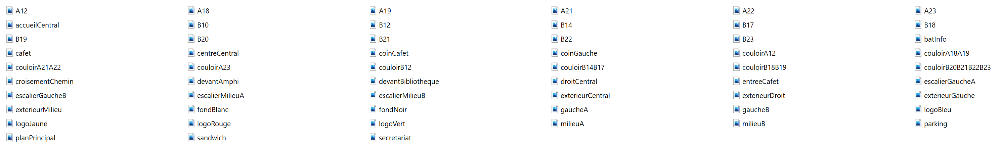 A12 A18 A19 A21 A22 A23
accueilCentral B10 B12 B14 B17 B18
B19 B20 B21 B22 B23 batInfo
cafet centreCentral coinCafet coinGauche couloirA12 couloirA18A19
couloirA21A22 couloirA23 couloirB12 couloirB14B17 couloirB18B19 couloirB20B21B22B23
croisementChemin devantAmphi devantBibliotheque droitCentral entreeCafet escalierGaucheA
escalierGaucheB escalierMilieuA escalierMilieuB exterieurCentral exterieurDroit exterieurGauche
exterieurMilieu fondBlanc fondNoir gaucheA gaucheB logoBleu
logoJaune logoRouge logoVert milieuA milieuB parking
planPrincipal sandwich secretariat